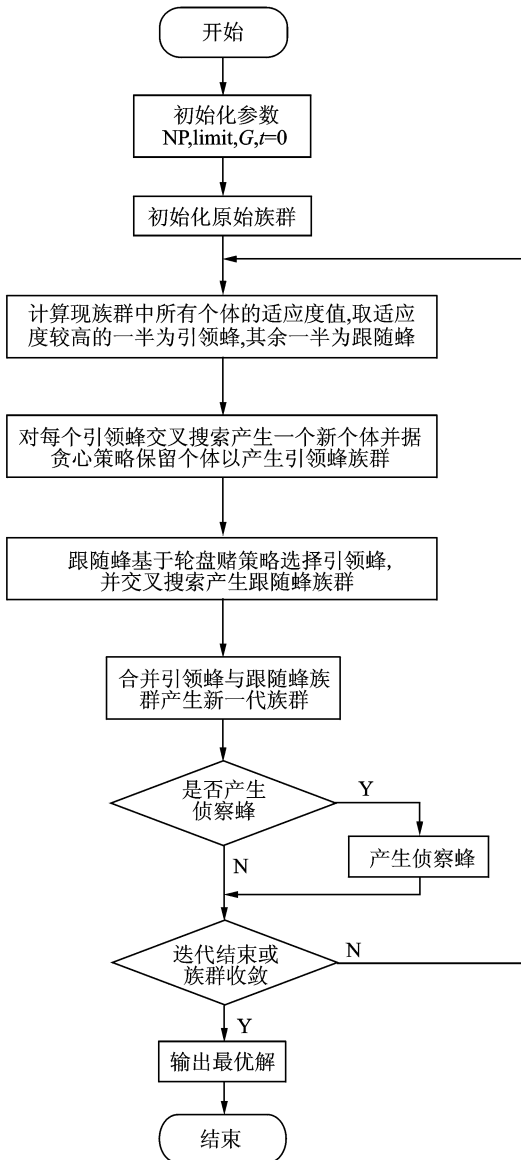 开始
初始化参数
NP,limit,G,t=0
初始化原始族群
计算现族群中所有个体的适应度值,取适应
度较高的一半为引领蜂,其余一半为跟随蜂
对每个引领蜂交叉搜索产生一个新个体并据
贪心策略保留个体以产生引领蜂族群
跟随蜂基于轮盘赌策略选择引领蜂,
并交叉搜索产生跟随蜂族群
合并引领蜂与跟随蜂族
群产生新一代族群
是否产生
侦察蜂
Y
产生侦察蜂
N
迭代结束或
族群收敛
N
Y
输出最优解
结束